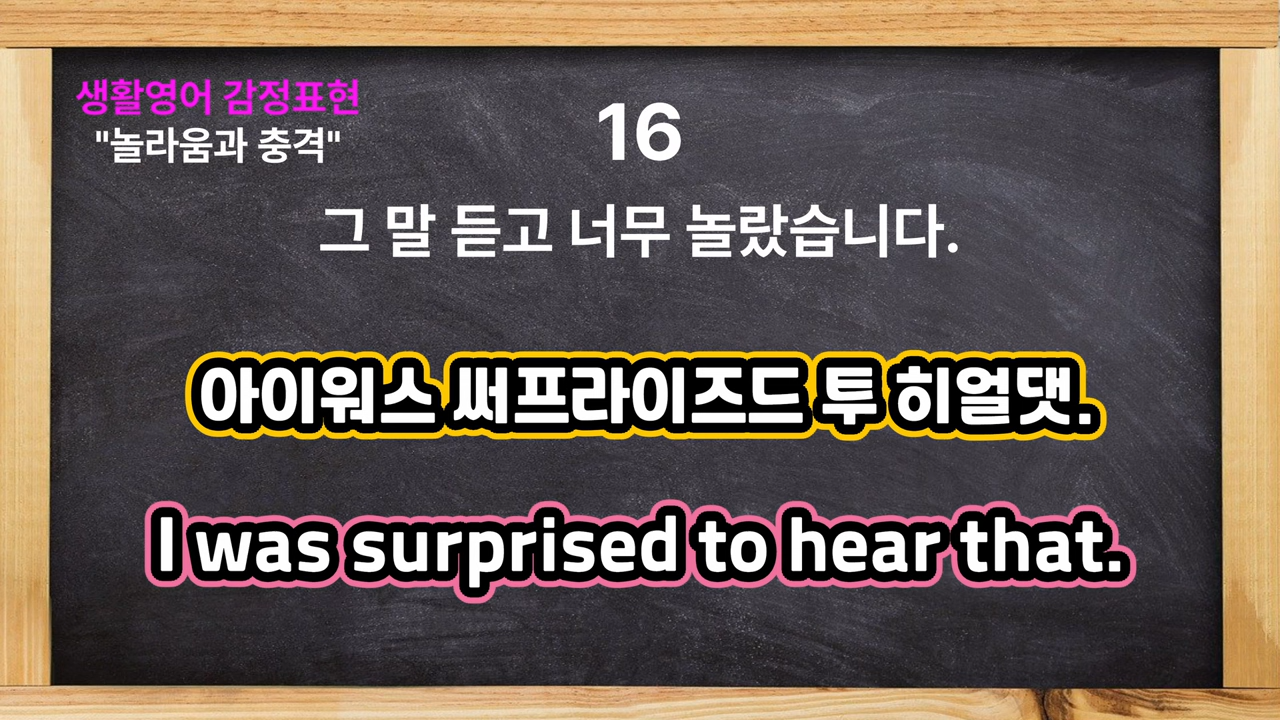 생활영어 감정표현
"놀라움과 충격"
16
그 말 듣고 너무 놀랐습니다.
아이워스 써프라이즈드 투 히얼댓.
I was surprised to hear that.